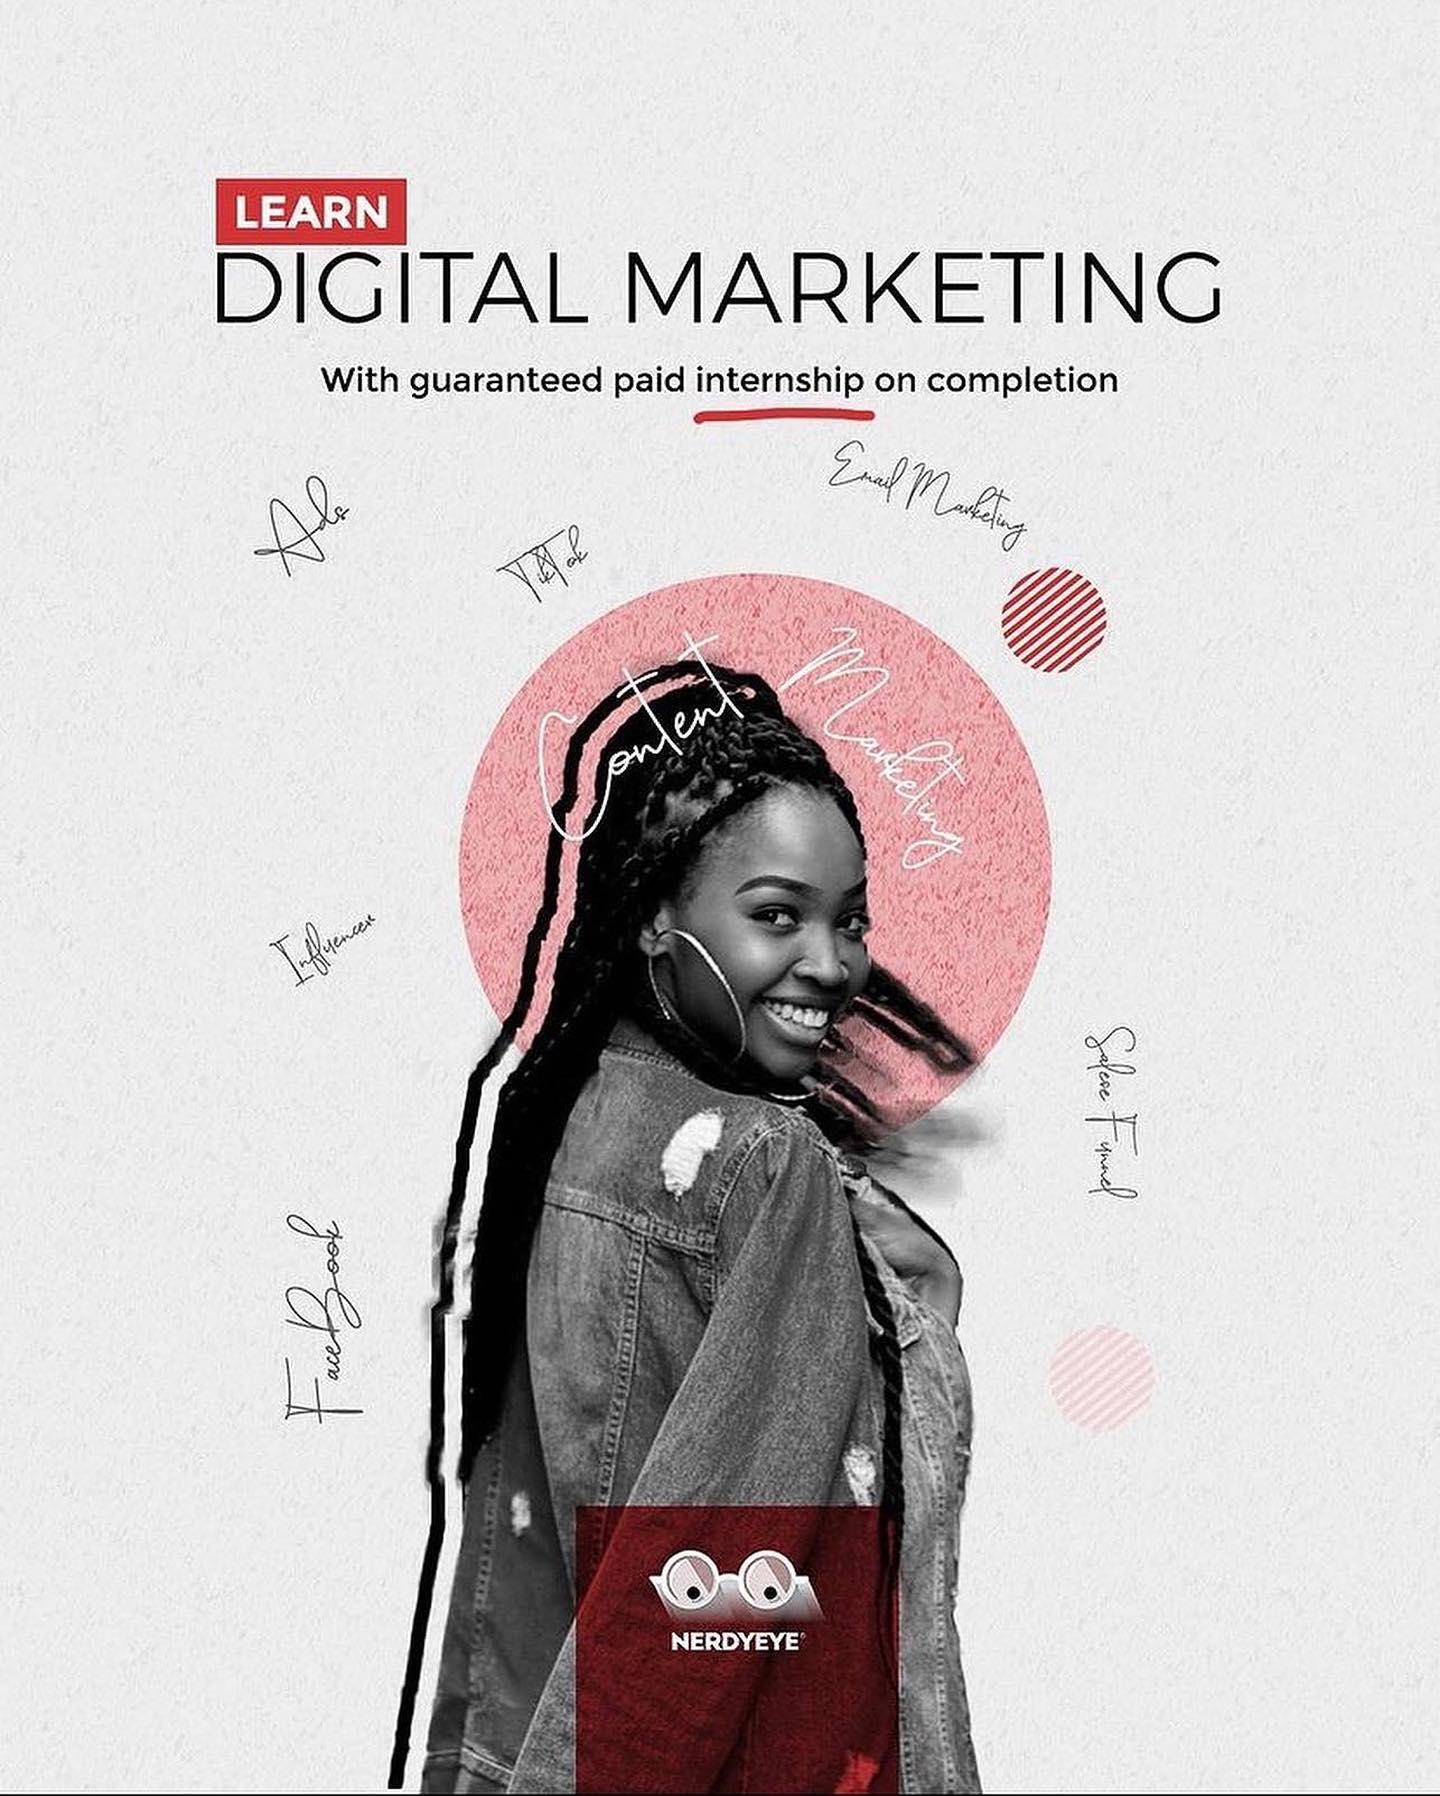 LEARN
DIGITAL MARKETING
With guaranteed paid internship on completion
Email Marketing
Ads
TikTok
Content Marketing
Influencer
Salese Funnel
FaceBook
NERDYEYE®